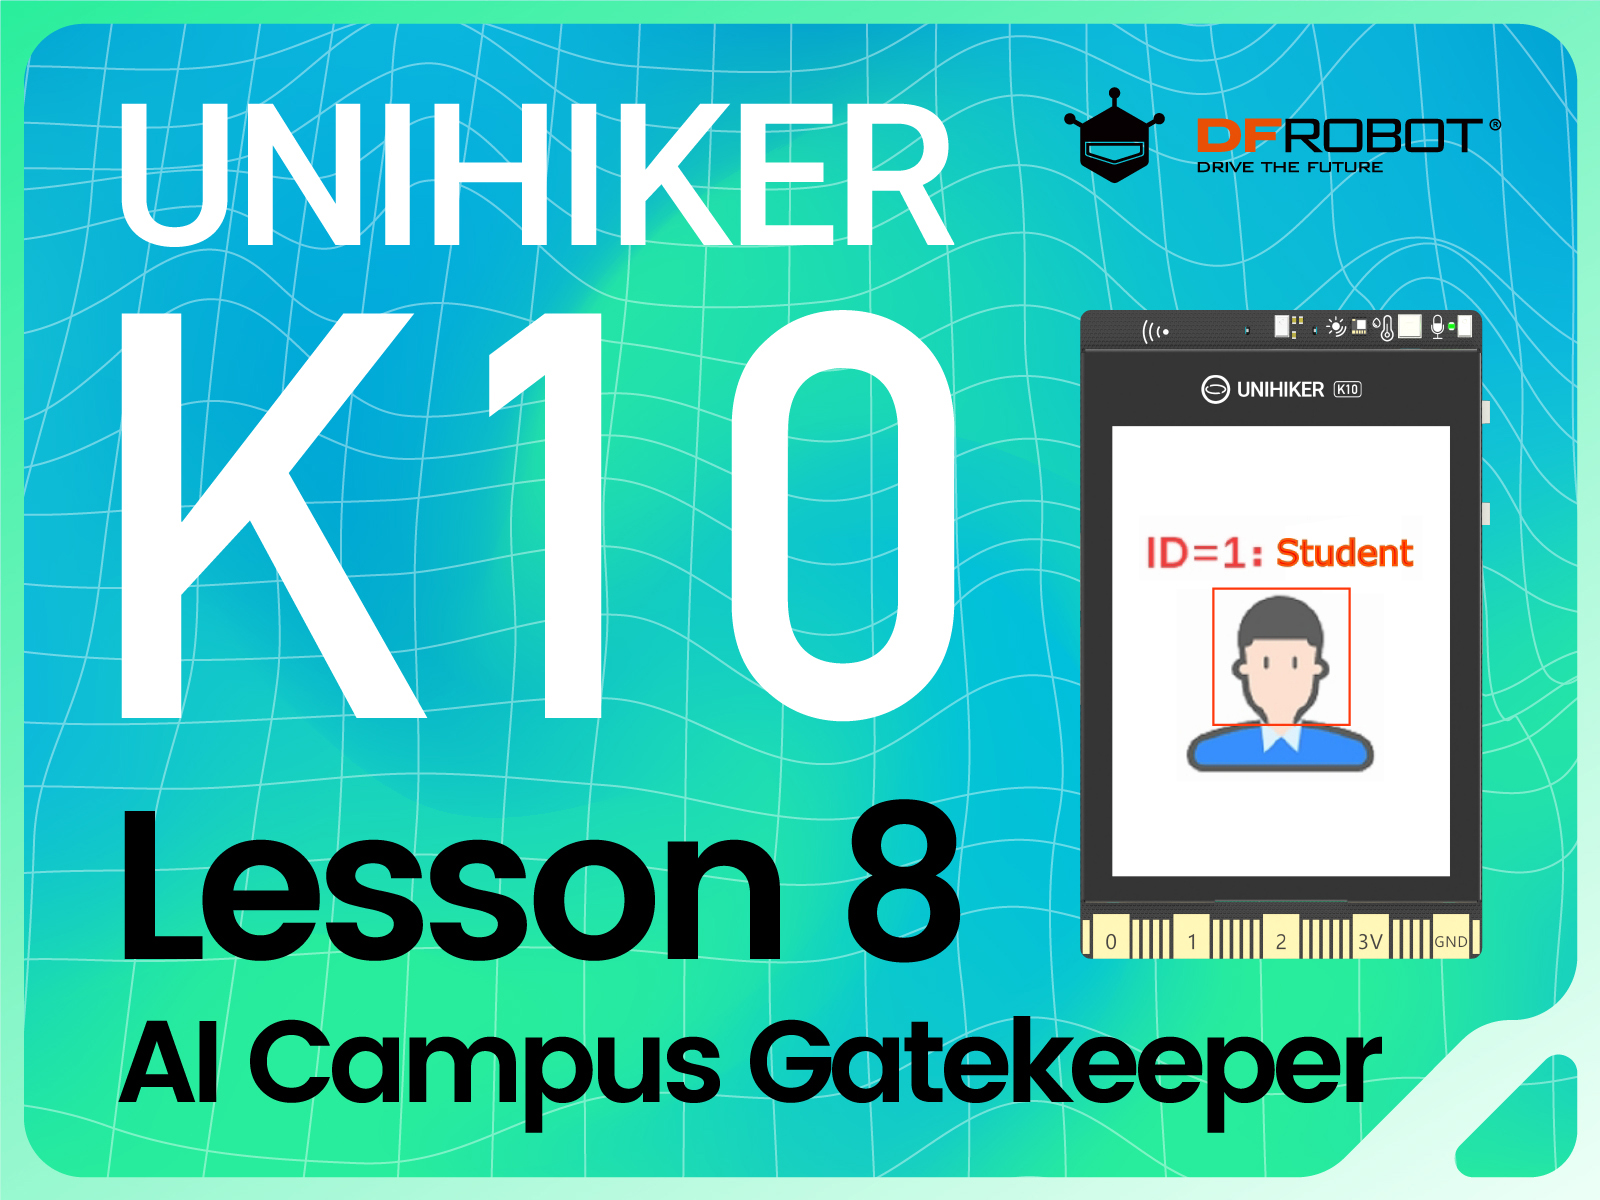 UNIHIKER
K10
DFROBOT®
DRIVE THE FUTURE
UNIHIKER K10
ID=1: Student
0 1 2 3V GND
Lesson 8
AI Campus Gatekeeper